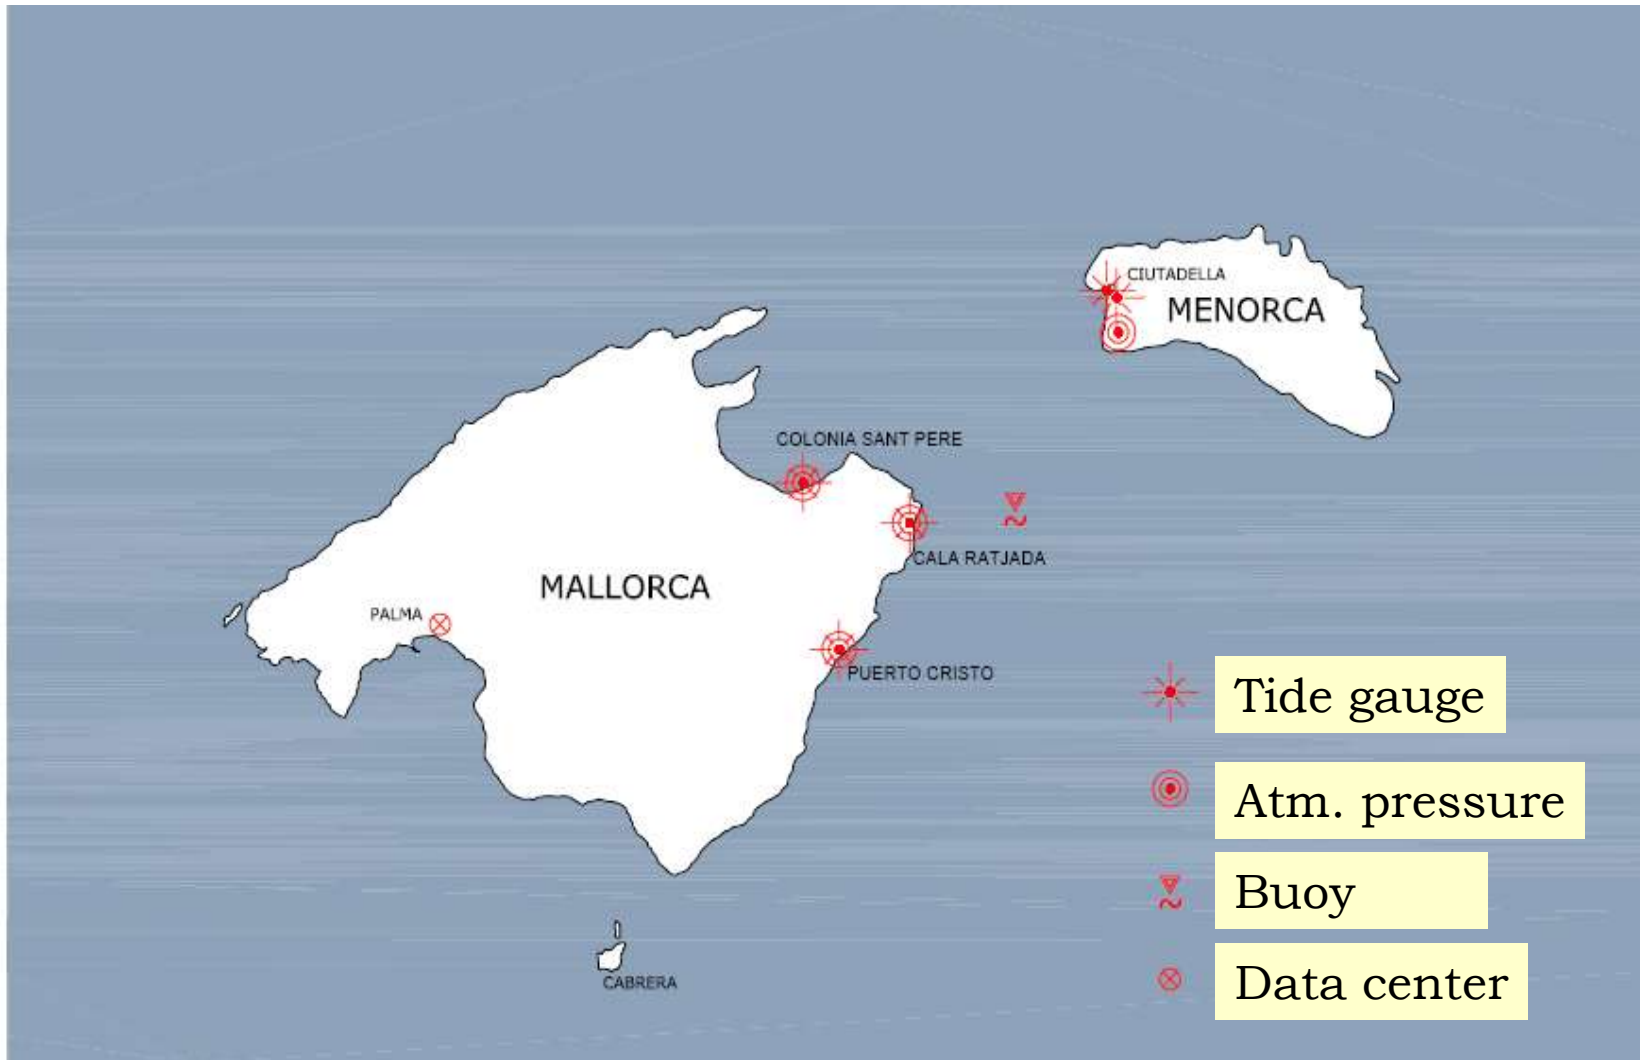 CIUTADELLA
MENORCA
COLONIA SANT PERE
CALA RATJADA
MALLORCA
PALMA
PUERTO CRISTO
Tide gauge
Atm. pressure
Buoy
Data center
CABRERA